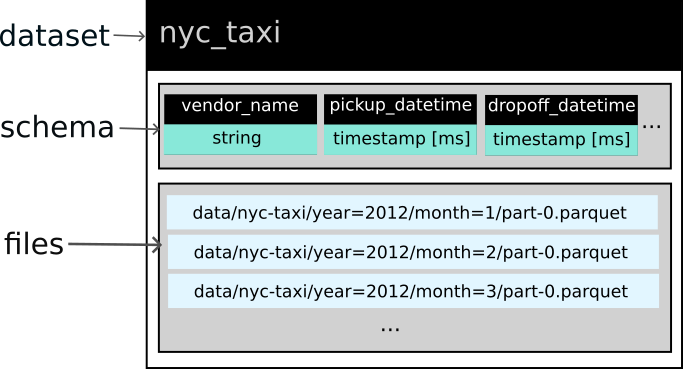 dataset
nyc_taxi
schema
vendor_name pickup_datetime dropoff_datetime
string timestamp [ms] timestamp [ms]
...
files
data/nyc-taxi/year=2012/month=1/part-0.parquet
data/nyc-taxi/year=2012/month=2/part-0.parquet
data/nyc-taxi/year=2012/month=3/part-0.parquet
...